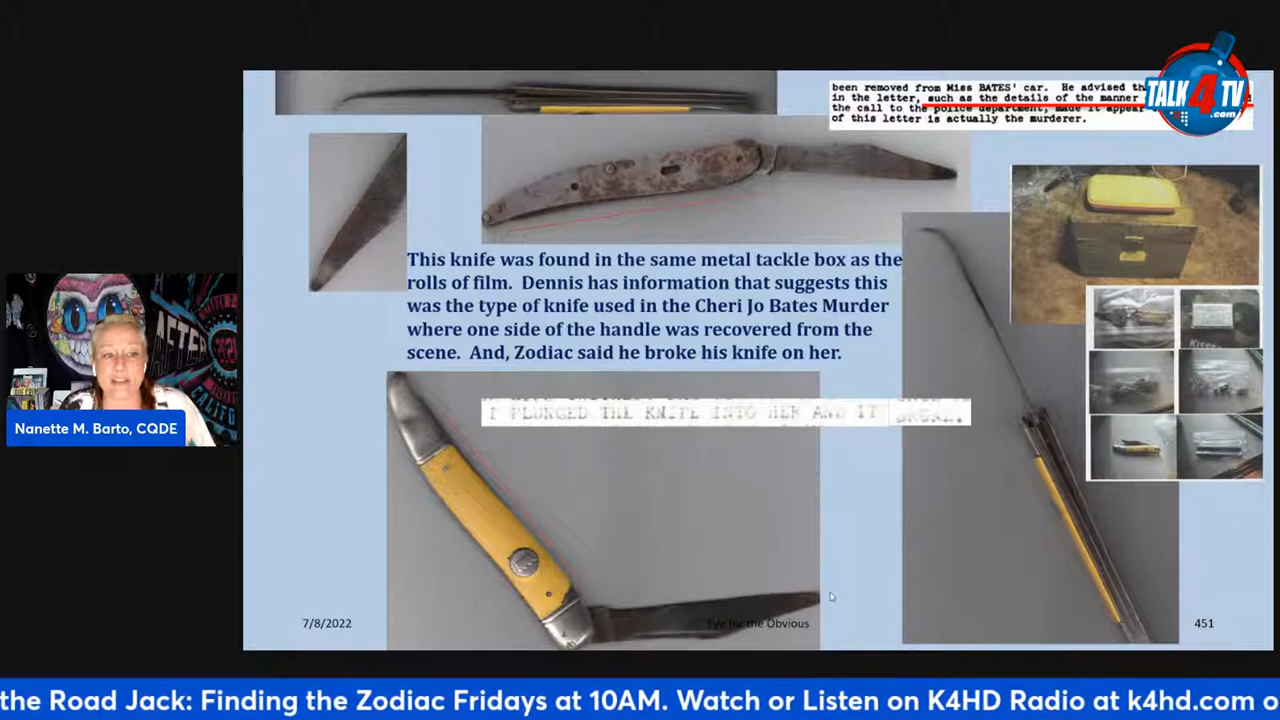 TALK 4 TV
.com
been removed from Miss BATES' car. He advised
in the letter, such as the details of the manner
the call to the police department, made it appear
of this letter is actually the murderer.
This knife was found in the same metal tackle box as the
rolls of film. Dennis has information that suggests this
was the type of knife used in the Cheri Jo Bates Murder
where one side of the handle was recovered from the
scene. And, Zodiac said he broke his knife on her.
I PLUNGED THE KNIFE INTO HER AND IT BROKE.
AFTER
CALIFO
Nanette M. Barto, CQDE
7/8/2022
Eye for the Obvious
451
the Road Jack: Finding the Zodiac Fridays at 10AM. Watch or Listen on K4HD Radio at k4hd.com o